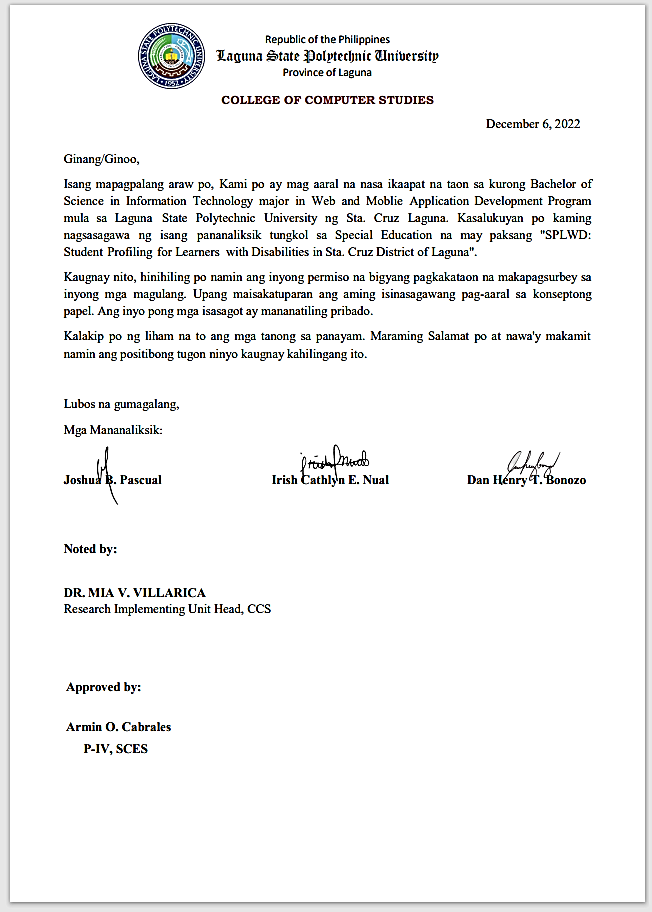 Republic of the Philippines
Laguna State Polytechnic University
Province of Laguna
LAGUNA STATE POLYTECHNIC UNIVERSITY
1952
COLLEGE OF COMPUTER STUDIES
December 6, 2022
Ginang/Ginoo,
Isang mapagpalang araw po, Kami po ay mag aaral na nasa ikaapat na taon sa kurong Bachelor of
Science in Information Technology major in Web and Moblie Application Development Program
mula sa Laguna State Polytechnic University ng Sta. Cruz Laguna. Kasalukuyan po kaming
nagsasagawa ng isang pananaliksik tungkol sa Special Education na may paksang "SPLWD:
Student Profiling for Learners with Disabilities in Sta. Cruz District of Laguna".
Kaugnay nito, hinihiling po namin ang inyong permiso na bigyang pagkakataon na makapagsurbey sa
inyong mga magulang. Upang maisakatuparan ang aming isinasagawang pag-aaral sa konseptong
papel. Ang inyo pong mga isasagot ay mananatiling pribado.
Kalakip po ng liham na to ang mga tanong sa panayam. Maraming Salamat po at nawa'y makamit
namin ang positibong tugon ninyo kaugnay kahilingang ito.
Lubos na gumagalang,
Mga Mananaliksik:
Joshua B. Pascual Irish Cathlyn E. Nual Dan Henry T. Bonozo
Noted by:
DR. MIA V. VILLARICA
Research Implementing Unit Head, CCS
Approved by:
Armin O. Cabrales
P-IV, SCES